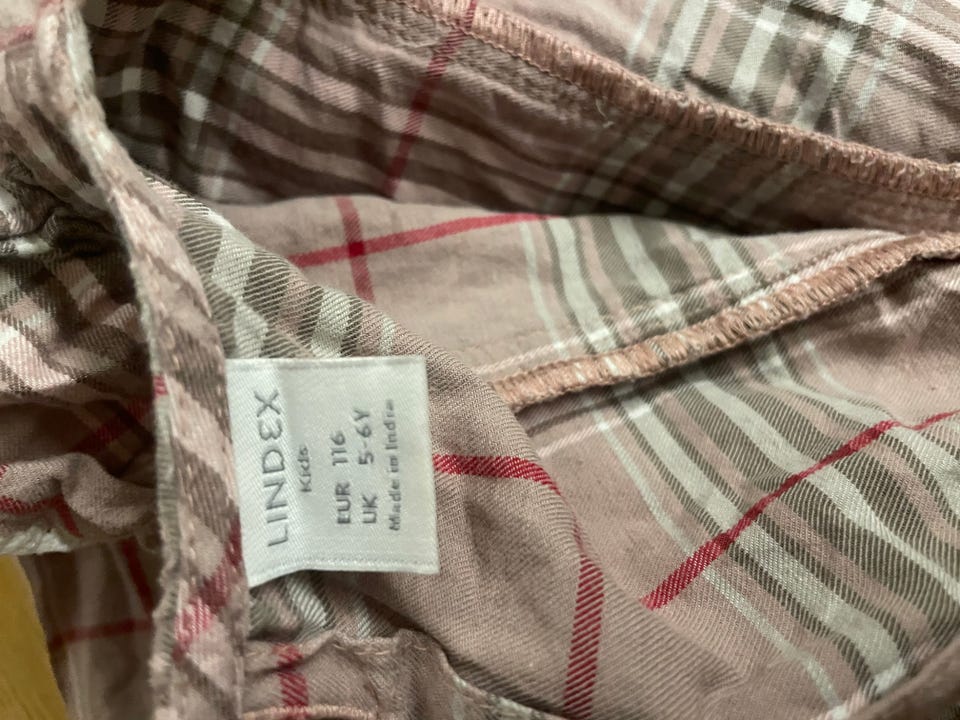 LINDEX
Kids
EUR 116
UK 5-6Y
Made in India